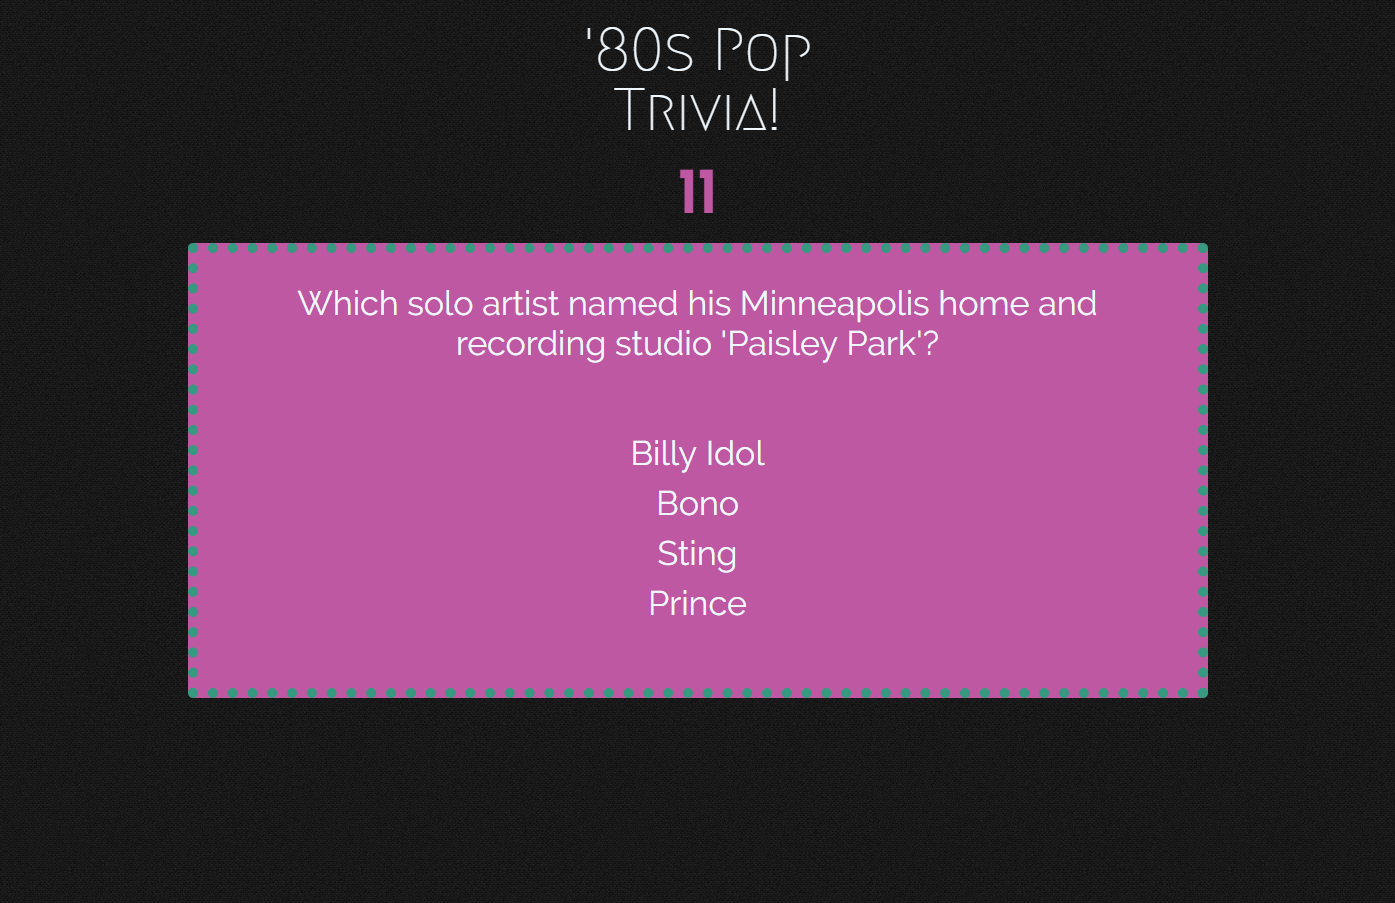 '80s Pop
Trivia!
11
Which solo artist named his Minneapolis home and
recording studio 'Paisley Park'?
Billy Idol
Bono
Sting
Prince